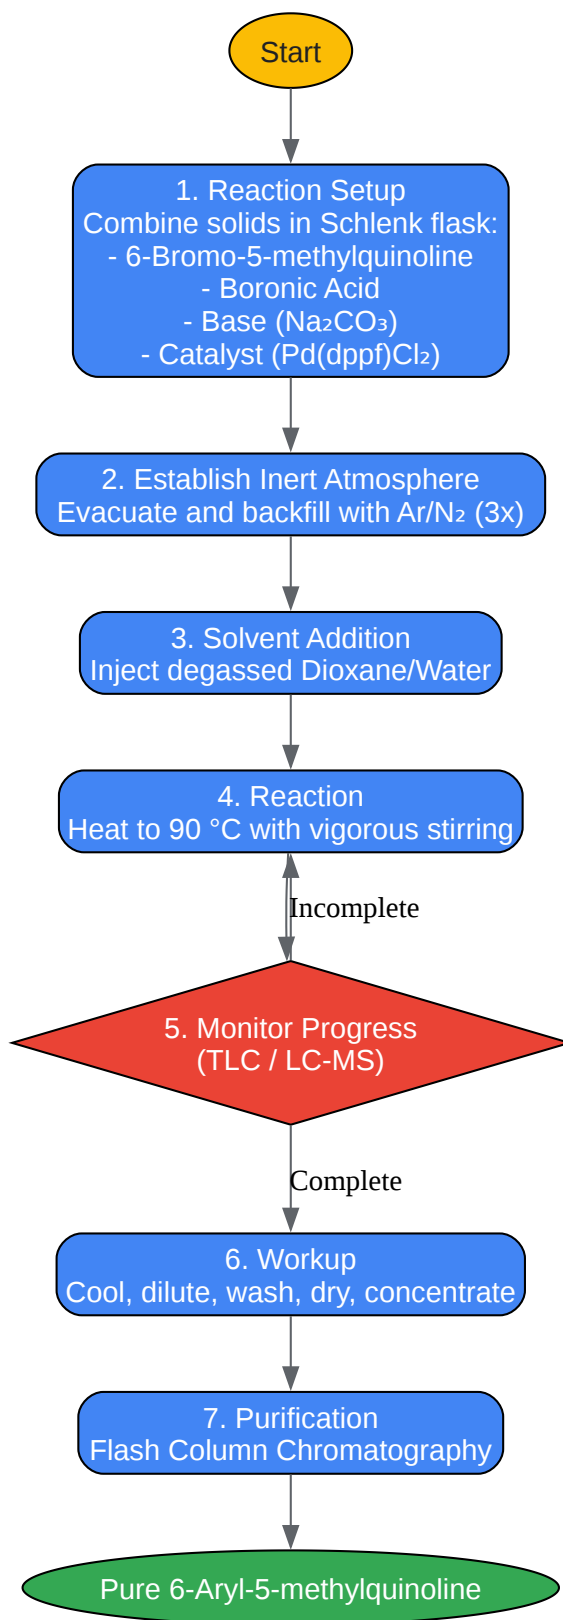 Start
1. Reaction Setup
Combine solids in Schlenk flask:
- 6-Bromo-5-methylquinoline
- Boronic Acid
- Base (Na₂CO₃)
- Catalyst (Pd(dppf)Cl₂)
2. Establish Inert Atmosphere
Evacuate and backfill with Ar/N₂ (3x)
3. Solvent Addition
Inject degassed Dioxane/Water
4. Reaction
Heat to 90 °C with vigorous stirring
Incomplete
5. Monitor Progress
(TLC / LC-MS)
Complete
6. Workup
Cool, dilute, wash, dry, concentrate
7. Purification
Flash Column Chromatography
Pure 6-Aryl-5-methylquinoline